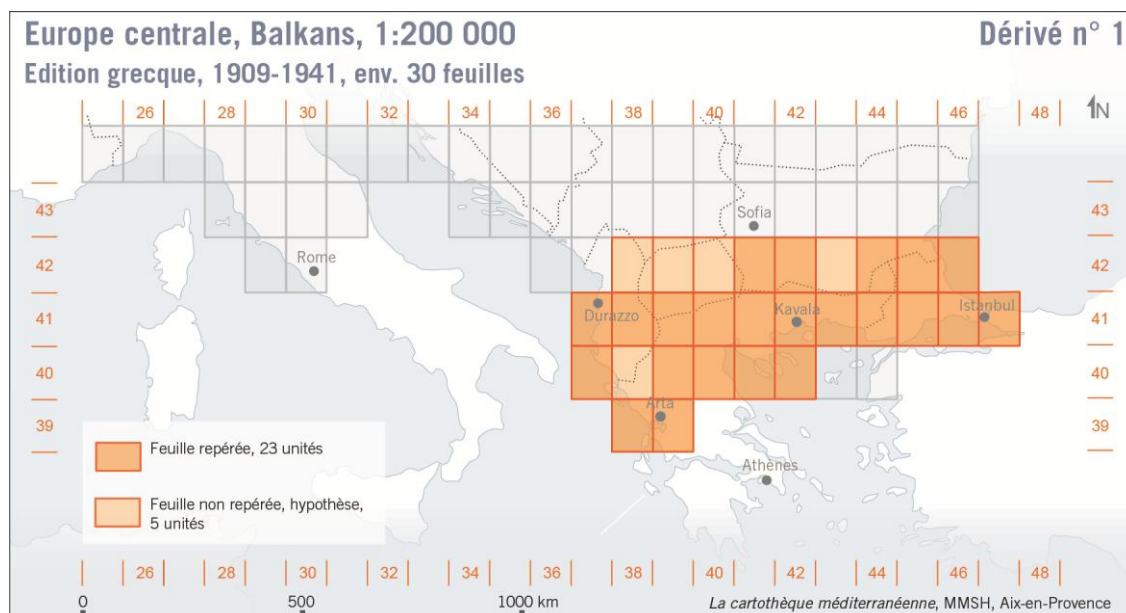 Europe centrale, Balkans, 1:200 000
Dérivé n° 1
Edition grecque, 1909-1941, env. 30 feuilles
26 28 30 32 34 36 38 40 42 44 46 48
N
43 43
Sofia
Rome
42 42
Durazzo Kavala Istanbul
41 41
40 40
Arta
39 39
Feuille repérée, 23 unités
Athènes
Feuille non repérée, hypothèse,
5 unités
26 28 30 32 34 36 38 40 42 44 46 48
0 500 1000 km
La cartothèque méditerranéenne, MMSH, Aix-en-Provence